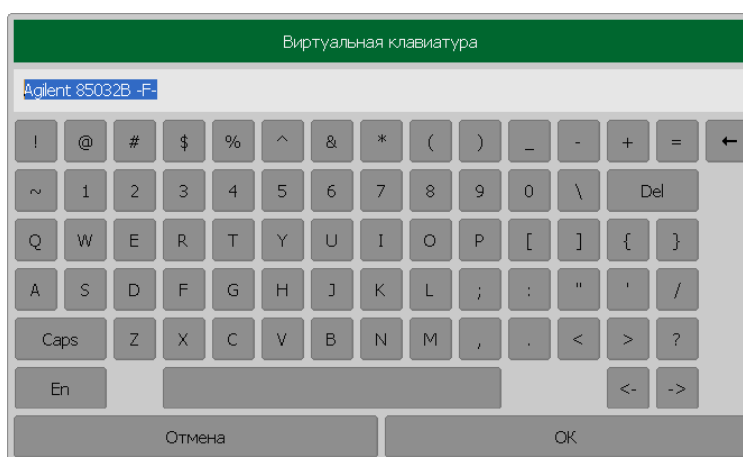 Виртуальная клавиатура
Agilent 85032B -F-
! @ # $ % ^ & * ( ) _ - + = ←
~ 1 2 3 4 5 6 7 8 9 0 \ Del
Q W E R T Y U I O P [ ] { }
A S D F G H J K L ; : " ' /
Caps Z X C V B N M , . < > ?
En <- ->
Отмена OK